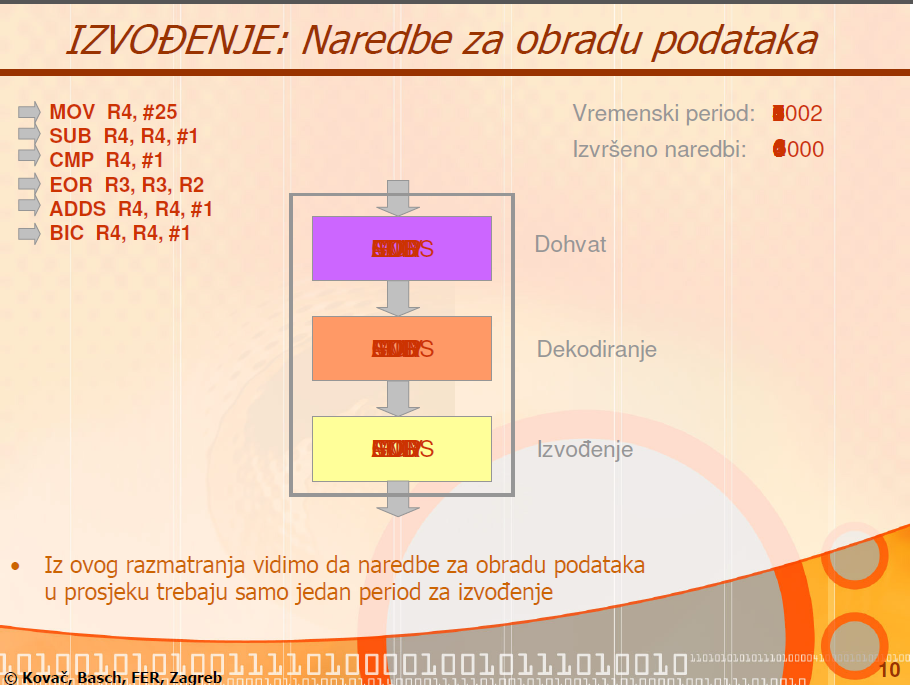 IZVOĐENJE: Naredbe za obradu podataka
MOV R4, #25
SUB R4, R4, #1
CMP R4, #1
EOR R3, R3, R2
ADDS R4, R4, #1
BIC R4, R4, #1
Vremenski period:
Izvršeno naredbi:
Dohvat
Dekodiranje
Izvođenje
• Iz ovog razmatranja vidimo da naredbe za obradu podataka
u prosjeku trebaju samo jedan period za izvođenje
© Kovač, Basch, FER, Zagreb
10